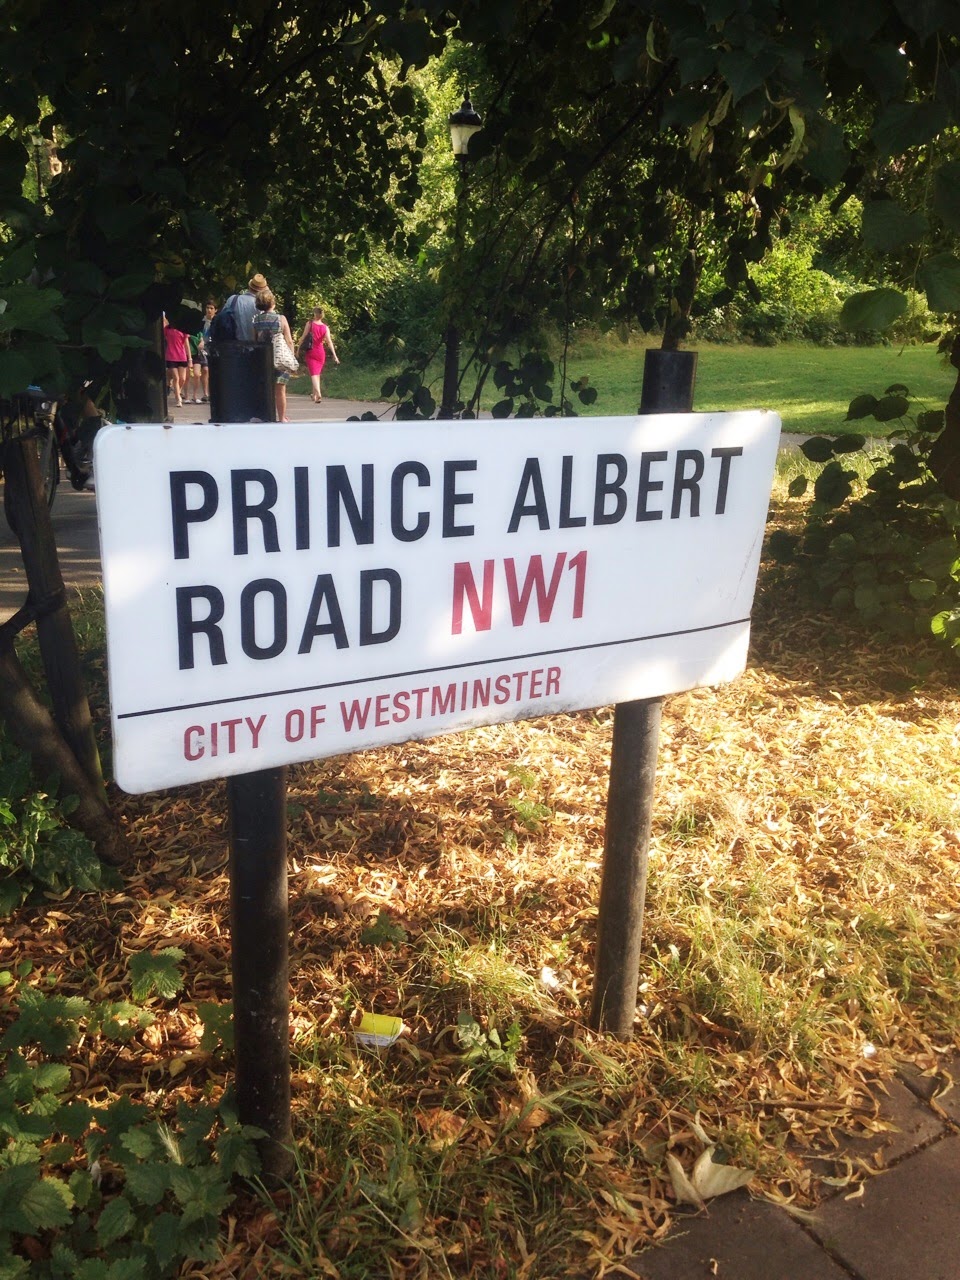 PRINCE ALBERT
ROAD NW1
CITY OF WESTMINSTER